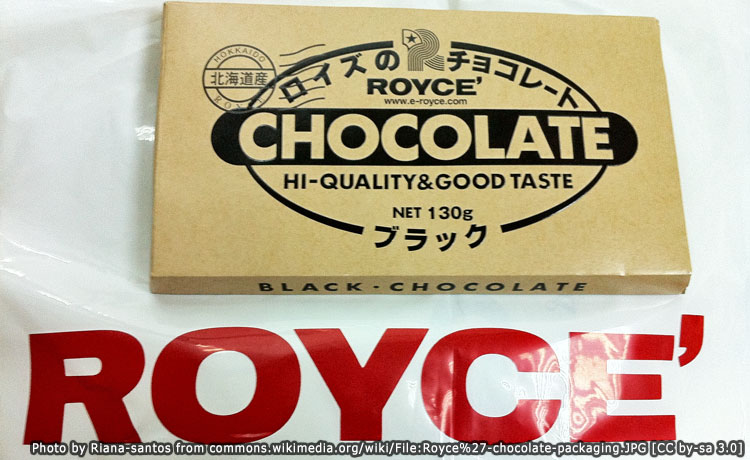 HOKKAIDO
北海道産
ROYCE'
ロイズのチョコレート
R
ROYCE'
www.e-royce.com
CHOCOLATE
HI-QUALITY&GOOD TASTE
NET 130g
ブラック
BLACK・CHOCOLATE
ROYCE'
Photo by Riana-santos from commons.wikimedia.org/wiki/File:Royce%27-chocolate-packaging.JPG [CC by-sa 3.0]